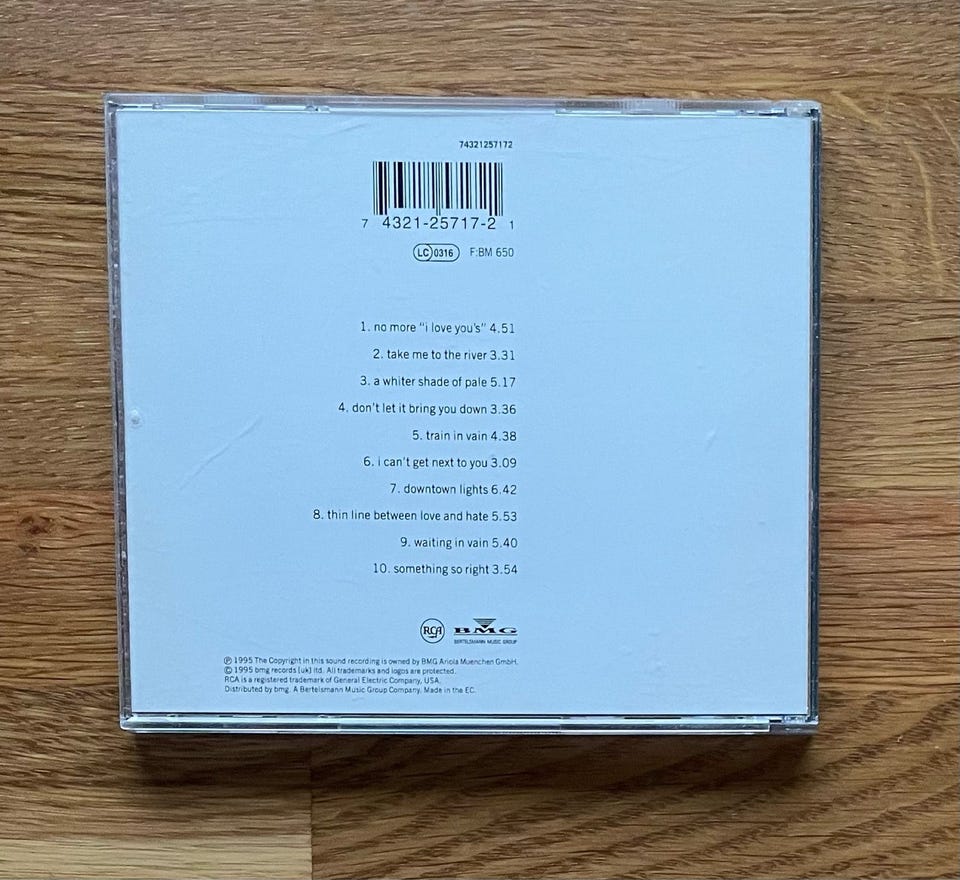 74321257172
7 4321-25717-2 1
LC 0316 F:BM 650
1. no more "i love you's" 4.51
2. take me to the river 3.31
3. a whiter shade of pale 5.17
4. don't let it bring you down 3.36
5. train in vain 4.38
6. i can't get next to you 3.09
7. downtown lights 6.42
8. thin line between love and hate 5.53
9. waiting in vain 5.40
10. something so right 3.54
RCA BMG
BERTELSMANN MUSIC GROUP
℗ 1995 The Copyright in this sound recording is owned by BMG Ariola Muenchen GmbH.
© 1995 bmg records (uk) ltd. All trademarks and logos are protected.
RCA is a registered trademark of General Electric Company, USA.
Distributed by bmg. A Bertelsmann Music Group Company. Made in the EC.